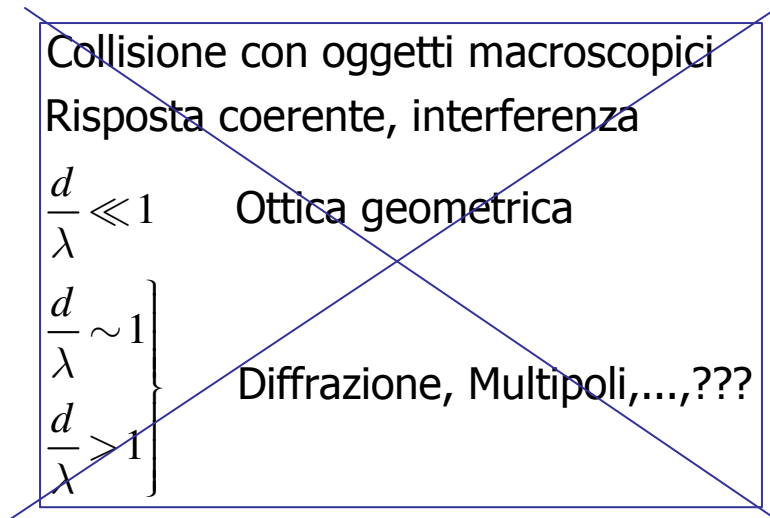 Collisione con oggetti macroscopici
Risposta coerente, interferenza
d/λ ≪ 1 Ottica geometrica
d/λ ∼ 1
Diffrazione, Multipoli,...,???
d/λ > 1